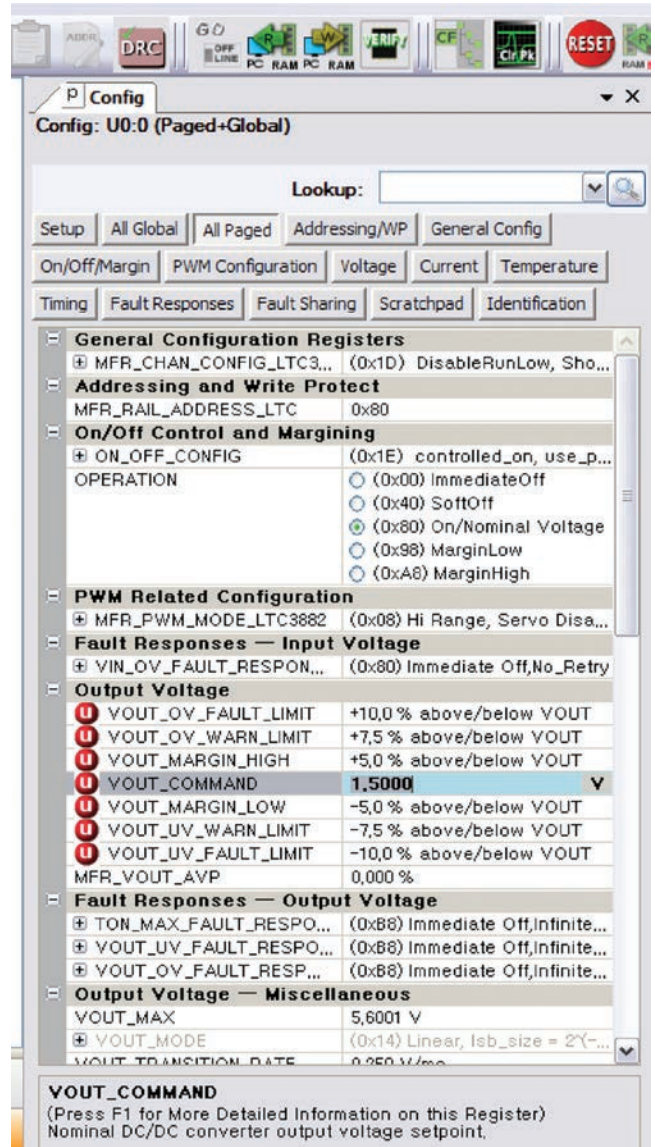 ADDR DRC GO OFF LINE PC RAM PC RAM VERIFY CF Clr Pk RESET RAM
P Config
Config: U0:0 (Paged+Global)
Lookup:
Setup All Global All Paged Addressing/WP General Config
On/Off/Margin PWM Configuration Voltage Current Temperature
Timing Fault Responses Fault Sharing Scratchpad Identification
General Configuration Registers
MFR_CHAN_CONFIG_LTC3... (0x1D) DisableRunLow, Sho...
Addressing and Write Protect
MFR_RAIL_ADDRESS_LTC 0x80
On/Off Control and Margining
ON_OFF_CONFIG (0x1E) controlled_on, use_p...
OPERATION (0x00) ImmediateOff
(0x40) SoftOff
(0x80) On/Nominal Voltage
(0x98) MarginLow
(0xA8) MarginHigh
PWM Related Configuration
MFR_PWM_MODE_LTC3882 (0x08) Hi Range, Servo Disa...
Fault Responses — Input Voltage
VIN_OV_FAULT_RESPON... (0x80) Immediate Off,No_Retry
Output Voltage
U VOUT_OV_FAULT_LIMIT +10,0 % above/below VOUT
U VOUT_OV_WARN_LIMIT +7,5 % above/below VOUT
U VOUT_MARGIN_HIGH +5,0 % above/below VOUT
U VOUT_COMMAND 1,5000 V
U VOUT_MARGIN_LOW -5,0 % above/below VOUT
U VOUT_UV_WARN_LIMIT -7,5 % above/below VOUT
U VOUT_UV_FAULT_LIMIT -10,0 % above/below VOUT
MFR_VOUT_AVP 0,000 %
Fault Responses — Output Voltage
TON_MAX_FAULT_RESPO... (0xB8) Immediate Off,Infinite...
VOUT_UV_FAULT_RESPO... (0xB8) Immediate Off,Infinite...
VOUT_OV_FAULT_RESP... (0xB8) Immediate Off,Infinite...
Output Voltage — Miscellaneous
VOUT_MAX 5,6001 V
VOUT_MODE (0x14) Linear, lsb_size = 2^(-...
VOUT_TRANSITION_RATE 0,250 V/ms
VOUT_COMMAND
(Press F1 for More Detailed Information on this Register)
Nominal DC/DC converter output voltage setpoint,